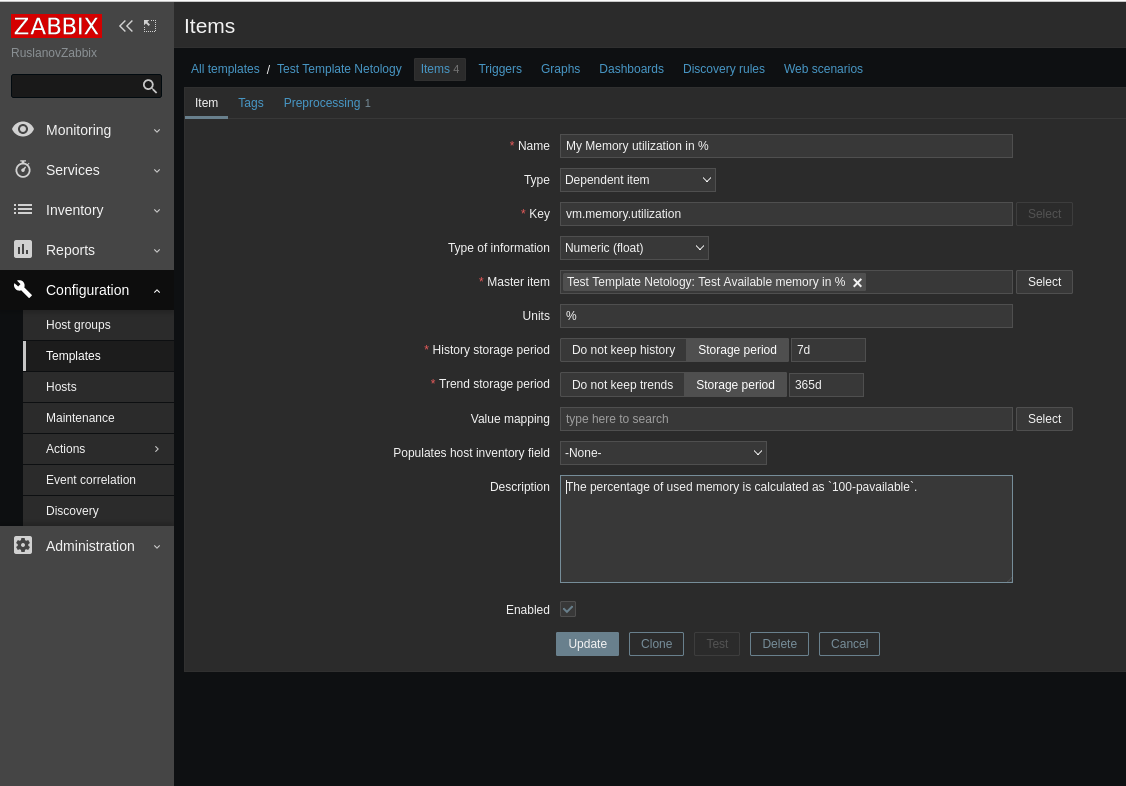 ZABBIX
RuslanovZabbix
Monitoring
Services
Inventory
Reports
Configuration
Host groups
Templates
Hosts
Maintenance
Actions
Event correlation
Discovery
Administration
Items
All templates / Test Template Netology Items 4 Triggers Graphs Dashboards Discovery rules Web scenarios
Item Tags Preprocessing 1
* Name My Memory utilization in %
Type Dependent item
* Key vm.memory.utilization Select
Type of information Numeric (float)
* Master item Test Template Netology: Test Available memory in % Select
Units %
* History storage period Do not keep history Storage period 7d
* Trend storage period Do not keep trends Storage period 365d
Value mapping type here to search Select
Populates host inventory field -None-
Description The percentage of used memory is calculated as `100-pavailable`.
Enabled
Update Clone Test Delete Cancel